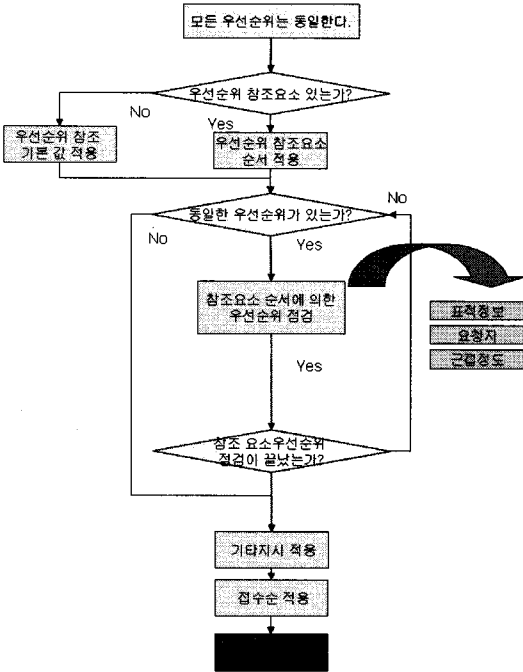 모든 우선순위는 동일한다.
우선순위 참조요소 있는가?
No
Yes
우선순위 참조
기본 값 적용
우선순위 참조요소
순서 적용
동일한 우선순위가 있는가?
No
No
Yes
참조요소 순서에 의한
우선순위 점검
표적정보
요청자
근접정도
Yes
참조 요소우선순위
점검이 끝났는가?
기타지시 적용
접수순 적용